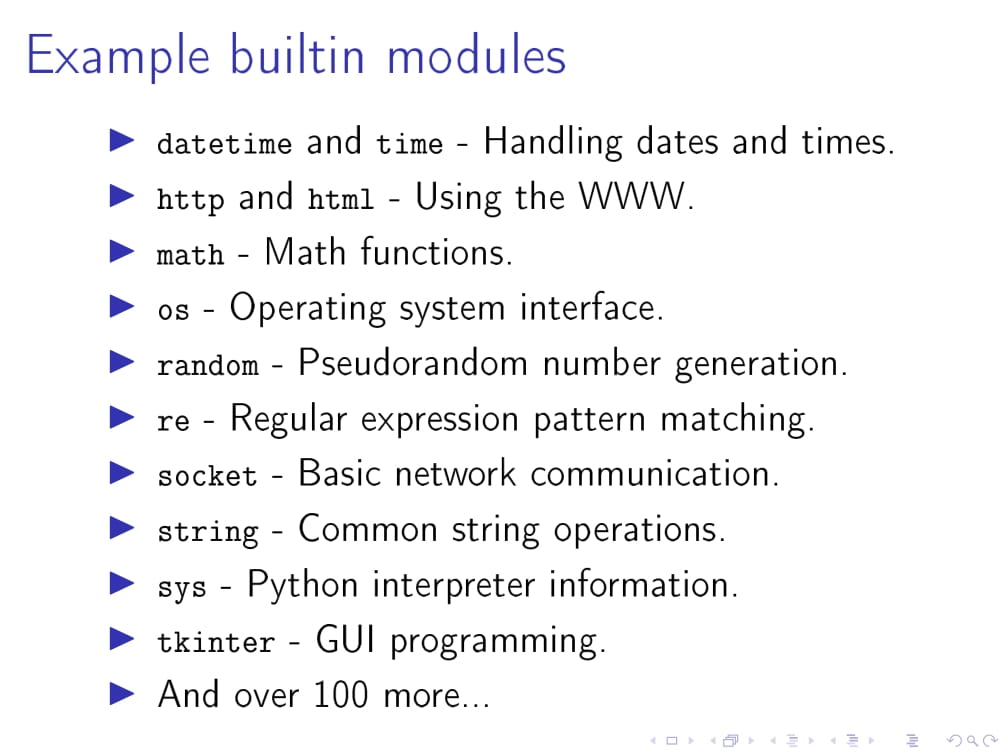 Example builtin modules
datetime and time - Handling dates and times.
http and html - Using the WWW.
math - Math functions.
os - Operating system interface.
random - Pseudorandom number generation.
re - Regular expression pattern matching.
socket - Basic network communication.
string - Common string operations.
sys - Python interpreter information.
tkinter - GUI programming.
And over 100 more...